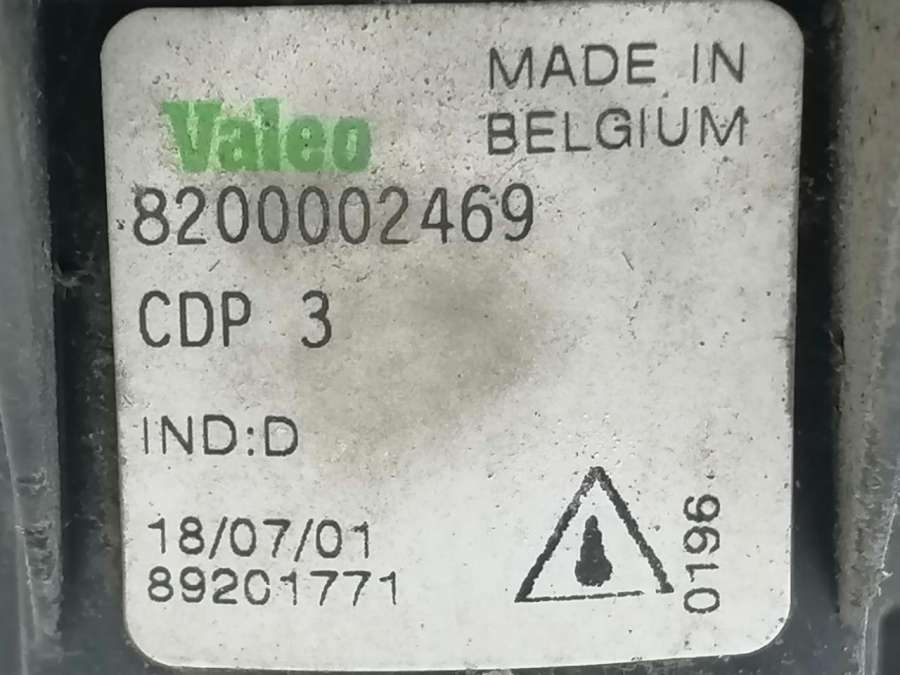 MADE IN
BELGIUM
Valeo
8200002469
CDP 3
IND:D
18/07/01
89201771
0196